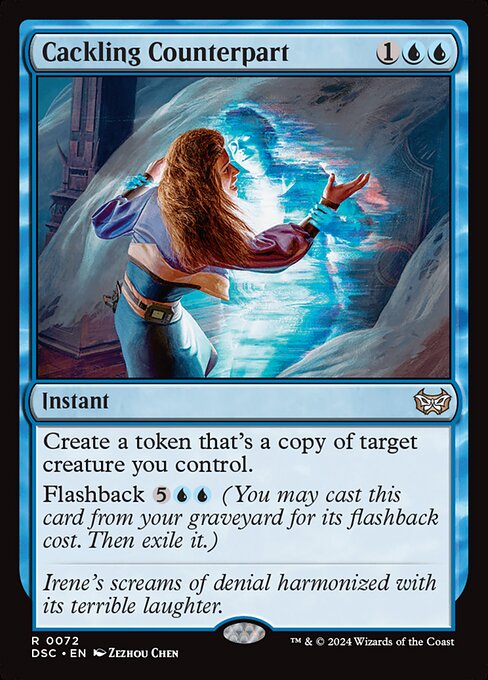 Cackling Counterpart 1
Instant
Create a token that's a copy of target
creature you control.
Flashback 5 (You may cast this
card from your graveyard for its flashback
cost. Then exile it.)
Irene's screams of denial harmonized with
its terrible laughter.
R 0072
DSC • EN Zezhou Chen
™ & © 2024 Wizards of the Coast